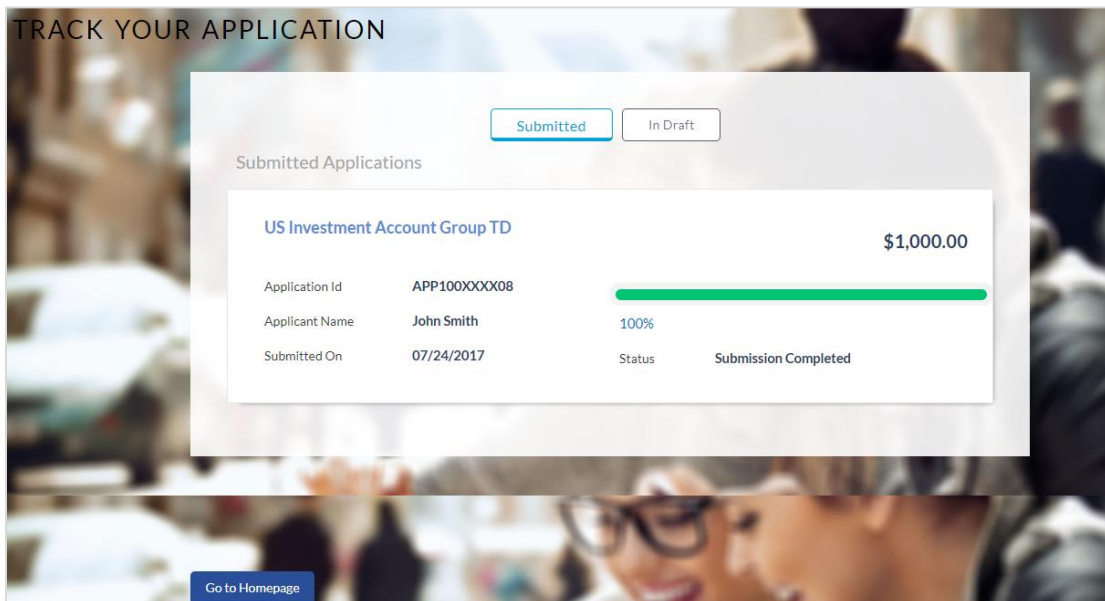 TRACK YOUR APPLICATION
Submitted
In Draft
Submitted Applications
US Investment Account Group TD
$1,000.00
Application Id
APP100XXXX08
Applicant Name
John Smith
100%
Submitted On
07/24/2017
Status
Submission Completed
Go to Homepage